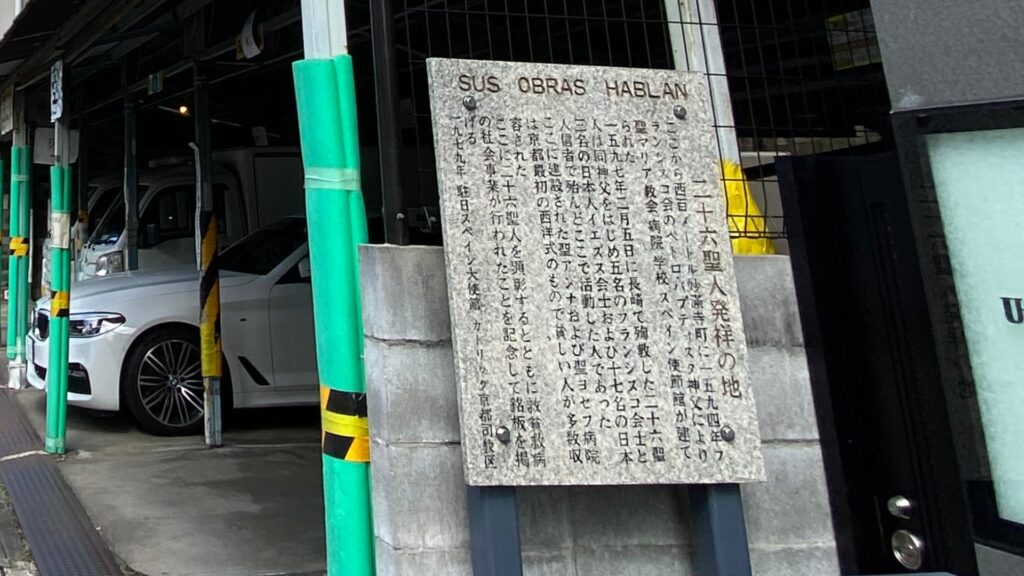 SUS OBRAS HABLAN
二十六聖人発祥の地
ここから西日メートル妙満寺町に一五九四年フ
ランシスコ会のペトロバプチスタ神父により
聖マリア教会 病院 学校 スペイン使節館が建て
られた
一五九七年二月五日に長崎で殉教した二十六聖
人は同神父をはじめ五名のフランシスコ会士と
三名の日本人イエズス会士および十七名の日本
人信者で殆んどここで活動した人であった
ここに建設された聖アンナおよび聖ヨセフ病院
は京都最初の西洋式のもので貧しい人が多数収
容された
ここに二十六聖人を顕彰するとともに救貧救病
の社会事業が行われたことを記念して銘板を掲
げる
一九七九年 駐日スペイン大使館 カトリック京都司教区
U